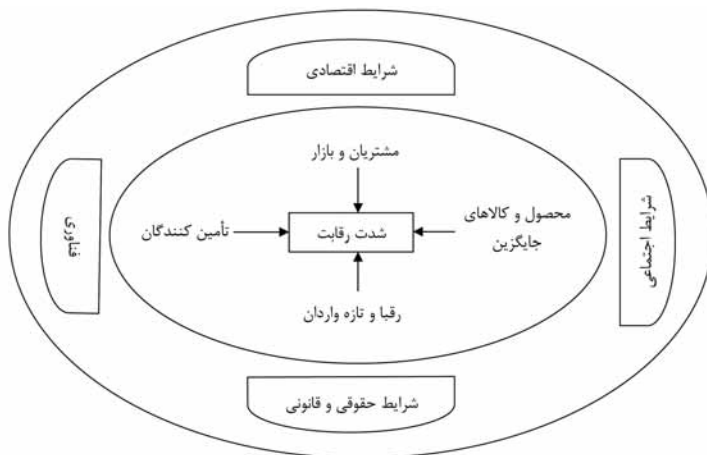 شرایط اقتصادی
مشتریان و بازار
شرایط اجتماعی
محصول و کالاهای
جایگزین
شدت رقابت
تأمین کنندگان
فناوری
رقبا و تازه واردان
شرایط حقوقی و قانونی